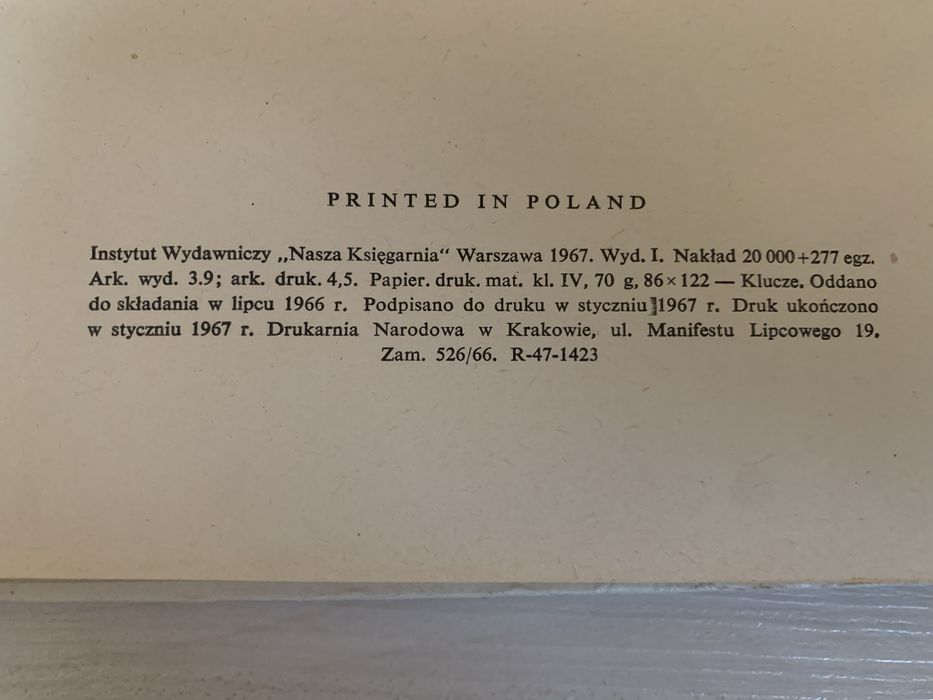 PRINTED IN POLAND
Instytut Wydawniczy „Nasza Księgarnia“ Warszawa 1967. Wyd. I. Nakład 20 000+277 egz.
Ark. wyd. 3.9; ark. druk. 4,5. Papier. druk. mat. kl. IV, 70 g, 86×122 — Klucze. Oddano
do składania w lipcu 1966 r. Podpisano do druku w styczniu 1967 r. Druk ukończono
w styczniu 1967 r. Drukarnia Narodowa w Krakowie, ul. Manifestu Lipcowego 19.
Zam. 526/66. R-47-1423